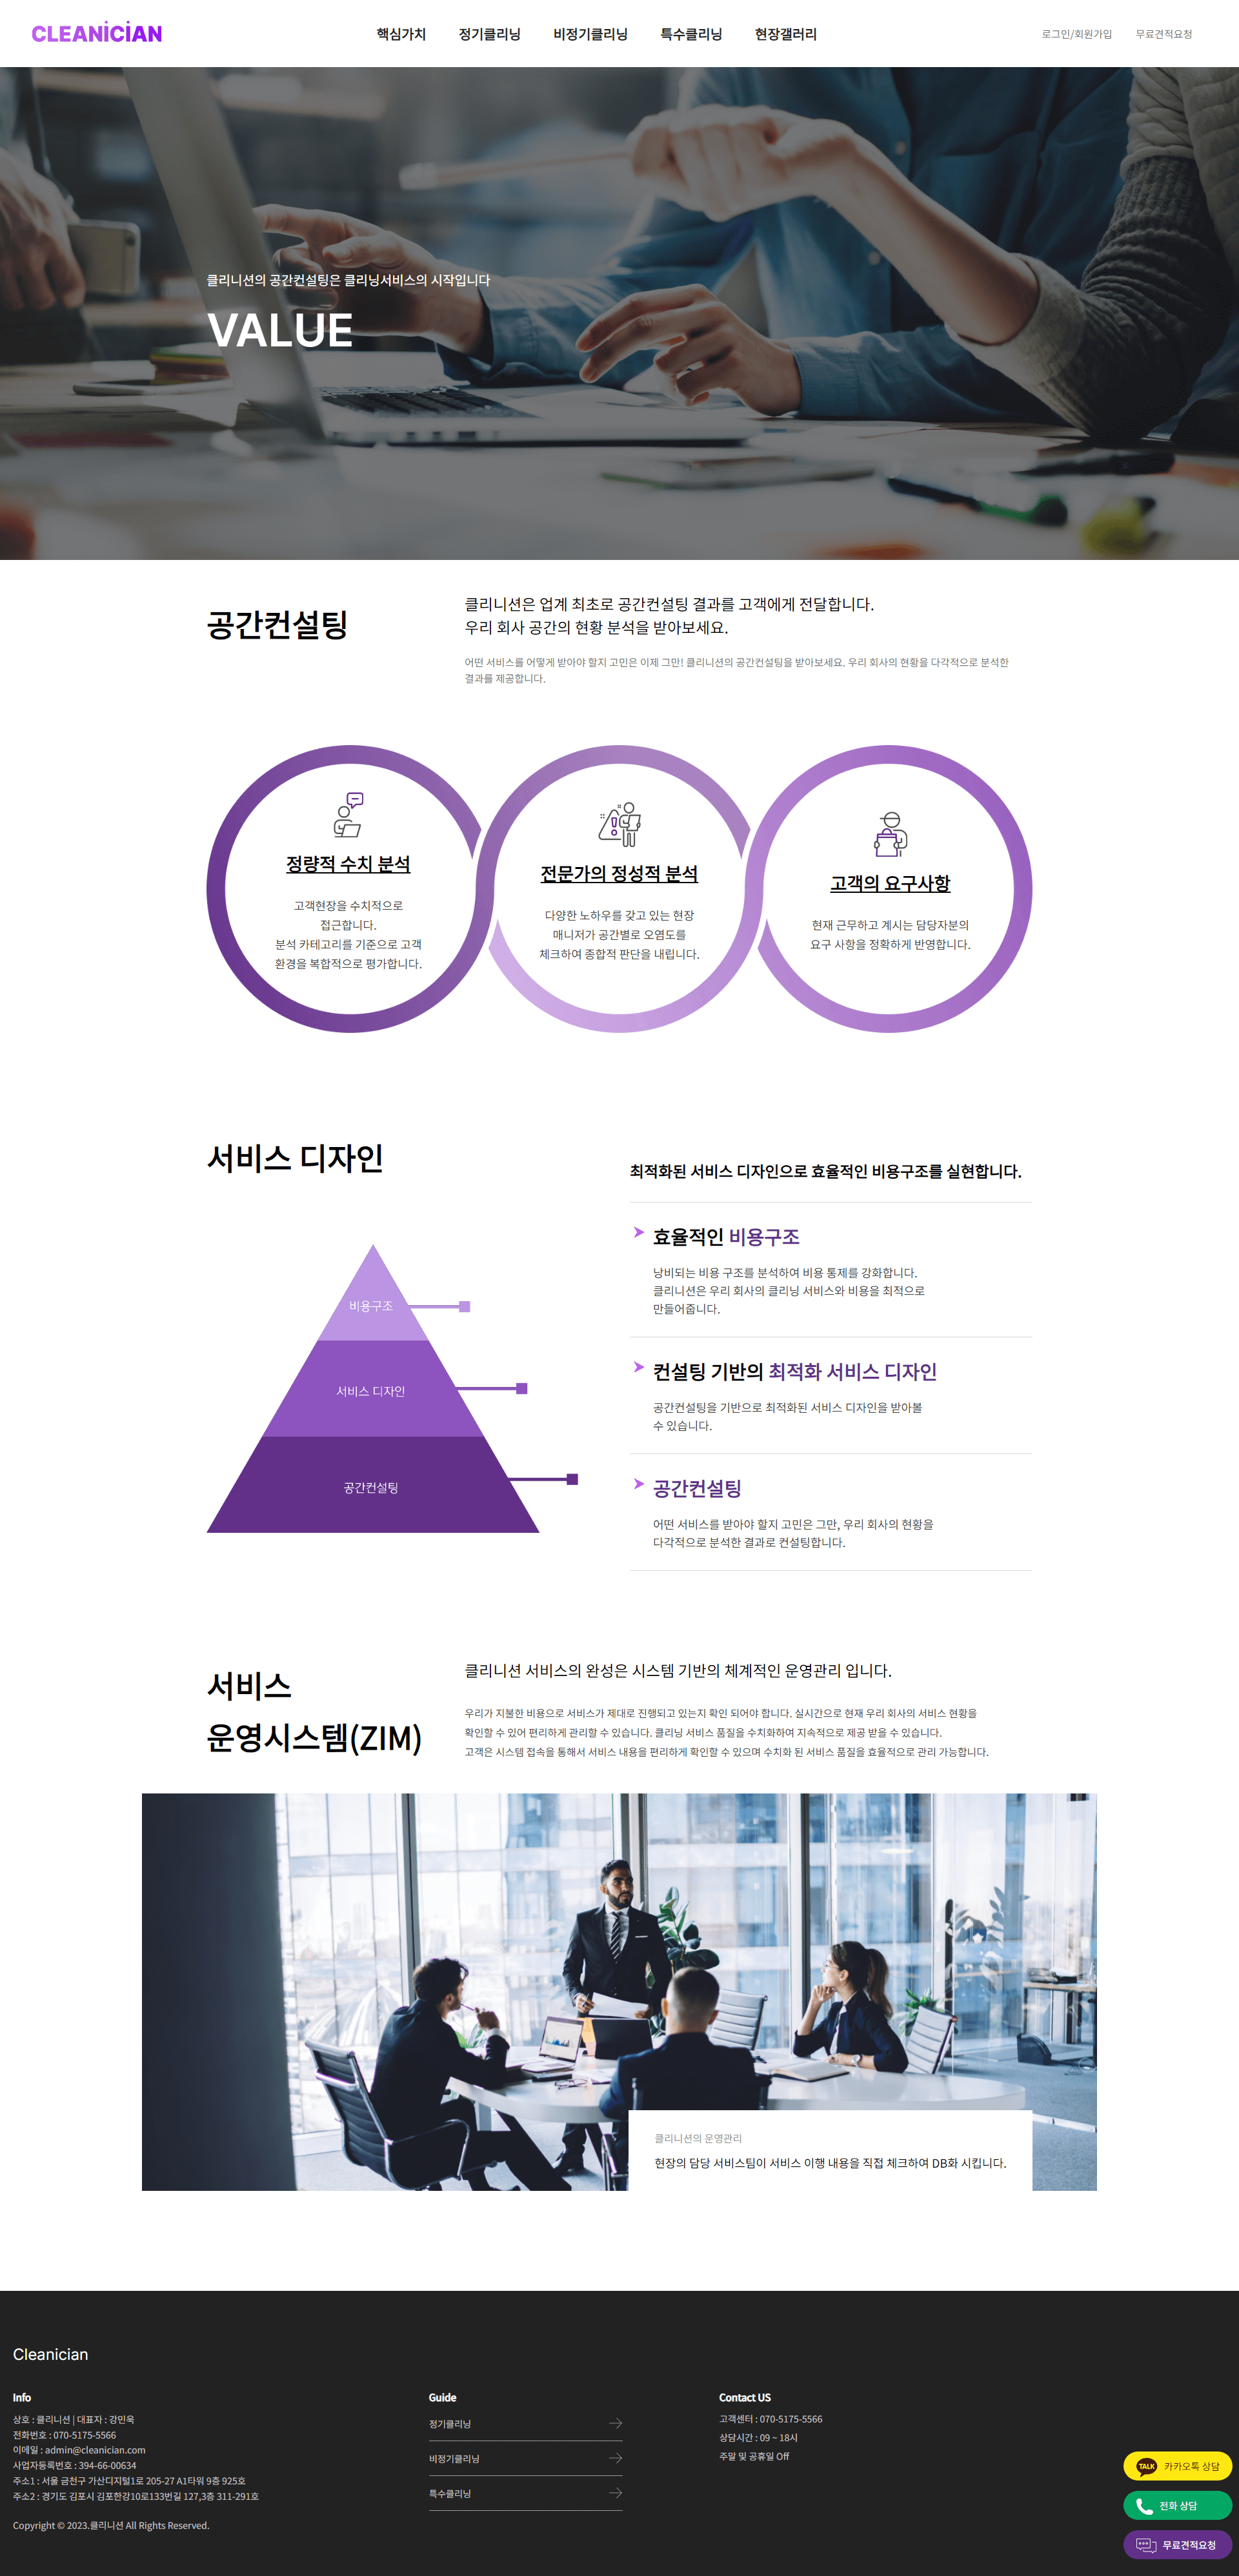 CLEANICIAN
핵심가치 정기클리닝 비정기클리닝 특수클리닝 현장갤러리
로그인/회원가입 무료견적요청
클리니션의 공간컨설팅은 클리닝서비스의 시작입니다
VALUE
공간컨설팅
클리니션은 업계 최초로 공간컨설팅 결과를 고객에게 전달합니다.
우리 회사 공간의 현황 분석을 받아보세요.
어떤 서비스를 어떻게 받아야 할지 고민은 이제 그만! 클리니션의 공간컨설팅을 받아보세요. 우리 회사의 현황을 다각적으로 분석한
결과를 제공합니다.
정량적 수치 분석
고객현장을 수치적으로
접근합니다.
분석 카테고리를 기준으로 고객
환경을 복합적으로 평가합니다.
전문가의 정성적 분석
다양한 노하우를 갖고 있는 현장
매니저가 공간별로 오염도를
체크하여 종합적 판단을 내립니다.
고객의 요구사항
현재 근무하고 계시는 담당자분의
요구 사항을 정확하게 반영합니다.
서비스 디자인
비용구조
서비스 디자인
공간컨설팅
최적화된 서비스 디자인으로 효율적인 비용구조를 실현합니다.
효율적인 비용구조
낭비되는 비용 구조를 분석하여 비용 통제를 강화합니다.
클리니션은 우리 회사의 클리닝 서비스와 비용을 최적으로
만들어줍니다.
컨설팅 기반의 최적화 서비스 디자인
공간컨설팅을 기반으로 최적화된 서비스 디자인을 받아볼
수 있습니다.
공간컨설팅
어떤 서비스를 받아야 할지 고민은 그만, 우리 회사의 현황을
다각적으로 분석한 결과로 컨설팅합니다.
서비스
운영시스템(ZIM)
클리니션 서비스의 완성은 시스템 기반의 체계적인 운영관리 입니다.
우리가 지불한 비용으로 서비스가 제대로 진행되고 있는지 확인 되어야 합니다. 실시간으로 현재 우리 회사의 서비스 현황을
확인할 수 있어 편리하게 관리할 수 있습니다. 클리닝 서비스 품질을 수치화하여 지속적으로 제공 받을 수 있습니다.
고객은 시스템 접속을 통해서 서비스 내용을 편리하게 확인할 수 있으며 수치화 된 서비스 품질을 효율적으로 관리 가능합니다.
클리니션의 운영관리
현장의 담당 서비스팀이 서비스 이행 내용을 직접 체크하여 DB화 시킵니다.
Cleanician
Info
상호 : 클리니션 | 대표자 : 강민욱
전화번호 : 070-5175-5566
이메일 : admin@cleanician.com
사업자등록번호 : 394-66-00634
주소1 : 서울 금천구 가산디지털1로 205-27 A1타워 9층 925호
주소2 : 경기도 김포시 김포한강10로133번길 127,3층 311-291호
Copyright © 2023.클리니션 All Rights Reserved.
Guide
정기클리닝
비정기클리닝
특수클리닝
Contact US
고객센터 : 070-5175-5566
상담시간 : 09 ~ 18시
주말 및 공휴일 Off
TALK 카카오톡 상담
전화 상담
무료견적요청